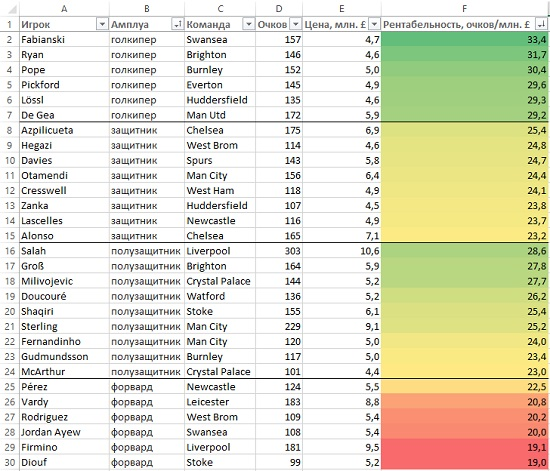 A B C D E F
1 Игрок Амплуа Команда Очков Цена, млн. £ Рентабельность, очков/млн. £
2 Fabianski голкипер Swansea 157 4,7 33,4
3 Ryan голкипер Brighton 146 4,6 31,7
4 Pope голкипер Burnley 152 5,0 30,4
5 Pickford голкипер Everton 145 4,9 29,6
6 Lössl голкипер Huddersfield 135 4,6 29,3
7 De Gea голкипер Man Utd 172 5,9 29,2
8 Azpilicueta защитник Chelsea 175 6,9 25,4
9 Hegazi защитник West Brom 114 4,6 24,8
10 Davies защитник Spurs 143 5,8 24,7
11 Otamendi защитник Man City 156 6,4 24,4
12 Cresswell защитник West Ham 118 4,9 24,1
13 Zanka защитник Huddersfield 107 4,5 23,8
14 Lascelles защитник Newcastle 116 4,9 23,7
15 Alonso защитник Chelsea 165 7,1 23,2
16 Salah полузащитник Liverpool 303 10,6 28,6
17 Groß полузащитник Brighton 164 5,9 27,8
18 Milivojevic полузащитник Crystal Palace 144 5,2 27,7
19 Doucouré полузащитник Watford 136 5,2 26,2
20 Shaqiri полузащитник Stoke 155 6,1 25,4
21 Sterling полузащитник Man City 229 9,1 25,2
22 Fernandinho полузащитник Man City 120 5,0 24,0
23 Gudmundsson полузащитник Burnley 117 5,0 23,4
24 McArthur полузащитник Crystal Palace 101 4,4 23,0
25 Pérez форвард Newcastle 124 5,5 22,5
26 Vardy форвард Leicester 183 8,8 20,8
27 Rodriguez форвард West Brom 109 5,4 20,2
28 Jordan Ayew форвард Swansea 108 5,4 20,0
29 Firmino форвард Liverpool 181 9,5 19,1
30 Diouf форвард Stoke 99 5,2 19,0